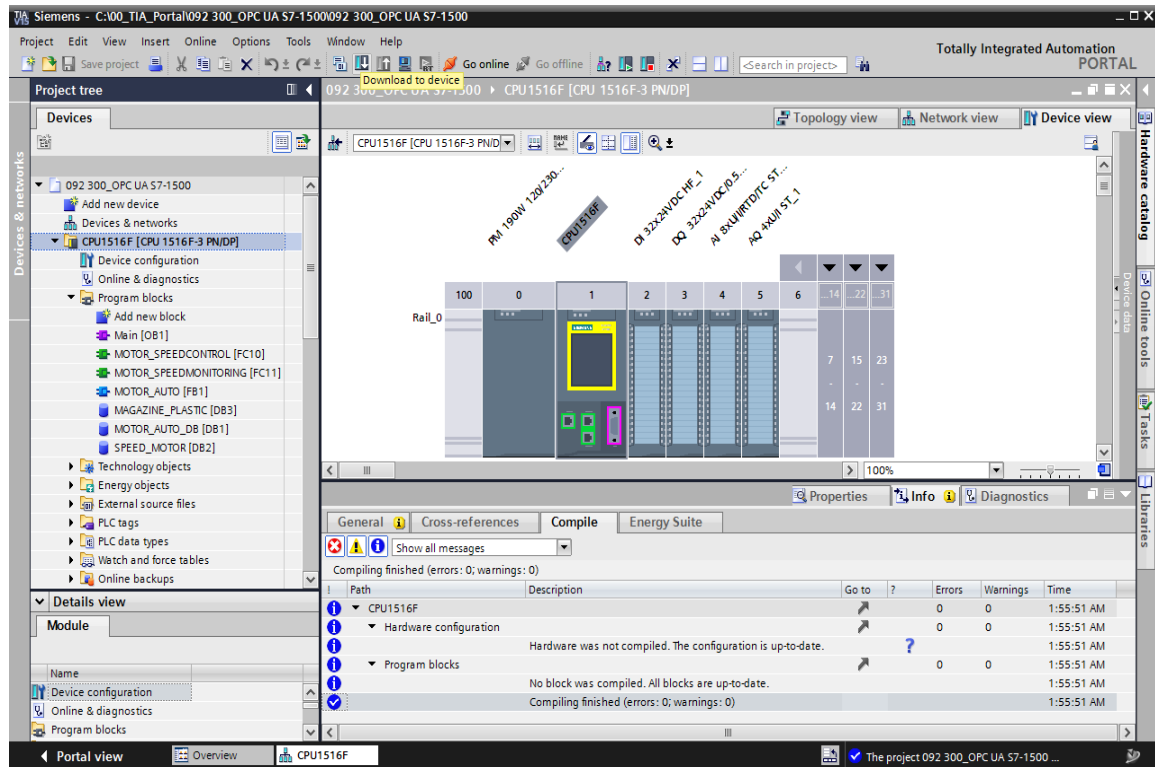 Siemens - C:\00_TIA_Portal\092 300_OPC UA S7-1500\092 300_OPC UA S7-1500
Project Edit View Insert Online Options Tools Window Help
Totally Integrated Automation
PORTAL
Save project
Go online
Go offline
<Search in project>
Download to device
Project tree
092 300_OPC UA S7-1500 CPU1516F [CPU 1516F-3 PN/DP]
Devices
Topology view
Network view
Device view
CPU1516F [CPU 1516F-3 PN/D
092 300_OPC UA S7-1500
Add new device
Devices & networks
CPU1516F [CPU 1516F-3 PN/DP]
Device configuration
Online & diagnostics
Program blocks
Add new block
Main [OB1]
MOTOR_SPEEDCONTROL [FC10]
MOTOR_SPEEDMONITORING [FC11]
MOTOR_AUTO [FB1]
MAGAZINE_PLASTIC [DB3]
MOTOR_AUTO_DB [DB1]
SPEED_MOTOR [DB2]
Technology objects
Energy objects
External source files
PLC tags
PLC data types
Watch and force tables
Online backups
Devices & networks
PM 190W 120/230...
CPU1516F
DI 32x24VDC HF_1
DQ 32x24VDC/0.5...
AI 8xU/I/RTD/TC ST...
AQ 4xU/I ST_1
100 0 1 2 3 4 5 6 ...14 ...22 ...31
Rail_0
SIEMENS
7 15 23
- - -
14 22 31
100%
Device data
Hardware catalog
Online tools
Tasks
Libraries
Properties
Info
Diagnostics
General
Cross-references
Compile
Energy Suite
Show all messages
Compiling finished (errors: 0; warnings: 0)
! Path Description Go to ? Errors Warnings Time
CPU1516F 0 0 1:55:51 AM
Hardware configuration 0 0 1:55:51 AM
Hardware was not compiled. The configuration is up-to-date. ? 1:55:51 AM
Program blocks 0 0 1:55:51 AM
No block was compiled. All blocks are up-to-date. 1:55:51 AM
Compiling finished (errors: 0; warnings: 0) 1:55:51 AM
Details view
Module
Name
Device configuration
Online & diagnostics
Program blocks
Portal view
Overview
CPU1516F
The project 092 300_OPC UA S7-1500 ...